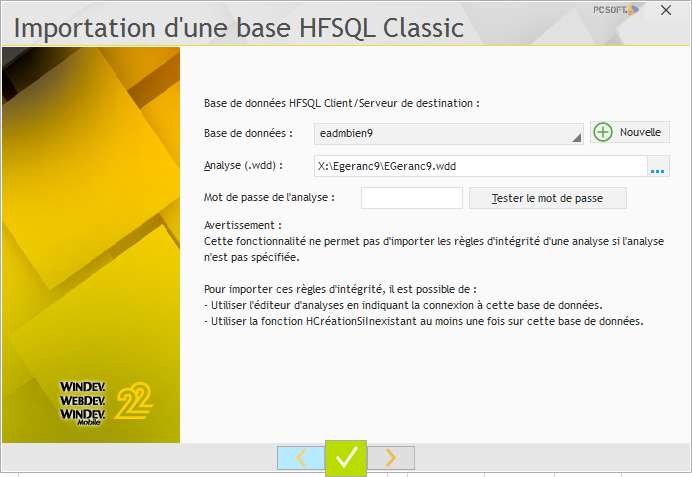 PC SOFT
Importation d'une base HFSQL Classic
Base de données HFSQL Client/Serveur de destination :
Base de données : eadmbien9 Nouvelle
Analyse (.wdd) : X:\Egeranc9\EGeranc9.wdd ...
Mot de passe de l'analyse : Tester le mot de passe
Avertissement :
Cette fonctionnalité ne permet pas d'importer les règles d'intégrité d'une analyse si l'analyse
n'est pas spécifiée.
Pour importer ces règles d'intégrité, il est possible de :
- Utiliser l'éditeur d'analyses en indiquant la connexion à cette base de données.
- Utiliser la fonction HCréationSiInexistant au moins une fois sur cette base de données.
WINDEV.
WEBDEV.
WINDEV.
Mobile
22